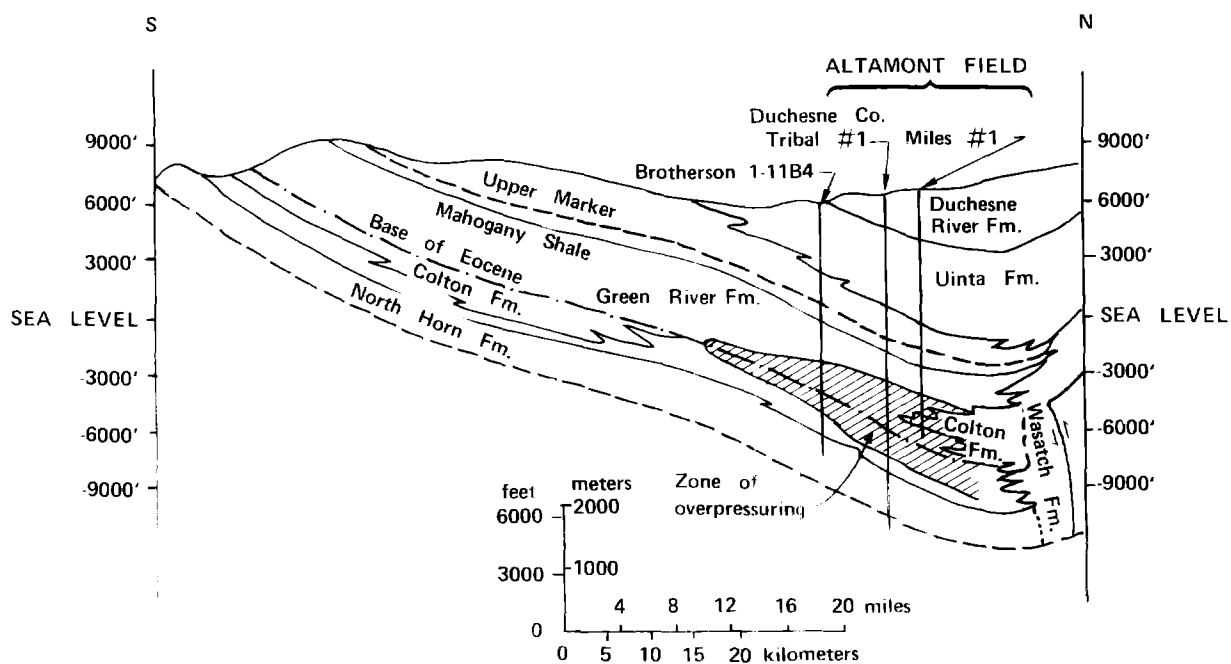 S
N
ALTAMONT FIELD
Duchesne Co.
Tribal #1
Miles #1
Brotherson 1-11B4
9000'
6000'
3000'
SEA LEVEL
-3000'
-6000'
-9000'
9000'
6000'
3000'
SEA LEVEL
-3000'
-6000'
-9000'
Upper Marker
Mahogany Shale
Base of Eocene
Colton Fm.
North Horn Fm.
Green River Fm.
Duchesne
River Fm.
Uinta Fm.
Colton
Fm.
Wasatch Fm.
Zone of
overpressuring
feet meters
6000 2000
3000 1000
0
4 8 12 16 20 miles
0 5 10 15 20 kilometers